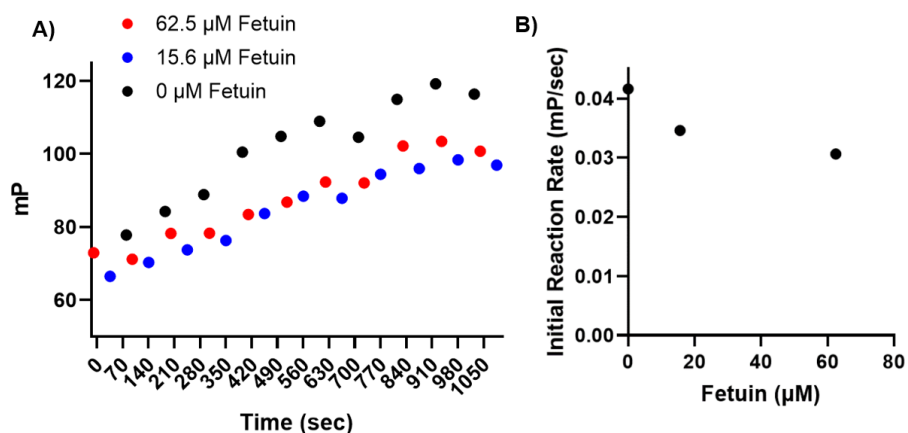 A)
62.5 µM Fetuin
15.6 µM Fetuin
0 µM Fetuin
120
100
80
60
mP
0 70 140 210 280 350 420 490 560 630 700 770 840 910 980 1050
Time (sec)
B)
0.04
0.03
0.02
0.01
0.00
Initial Reaction Rate (mP/sec)
0 20 40 60 80
Fetuin (µM)